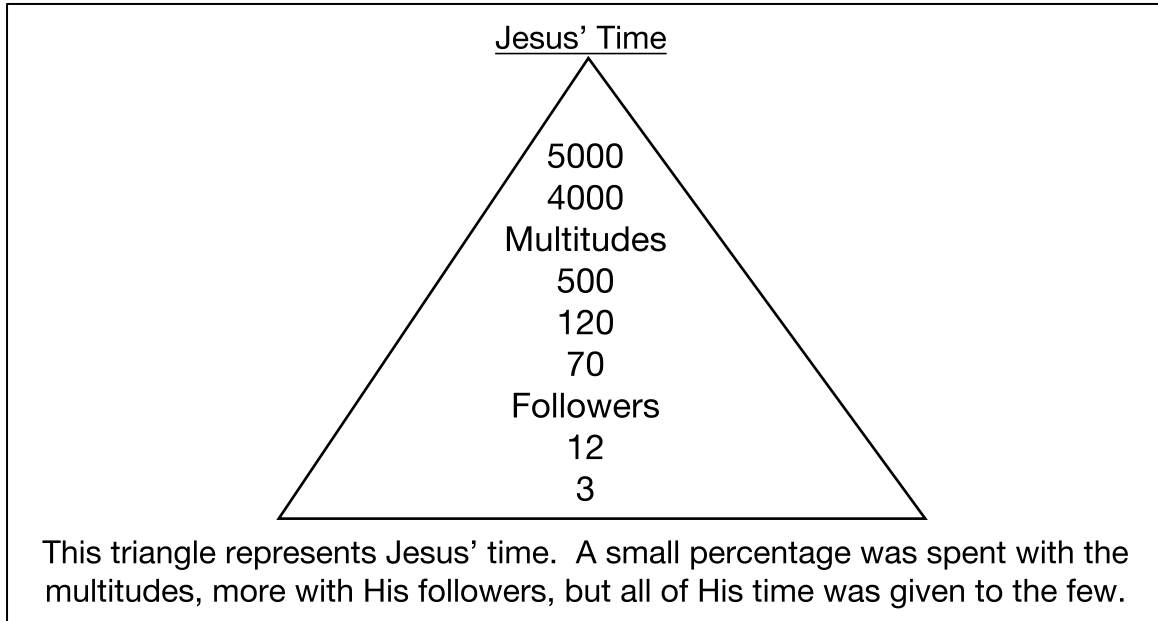 Jesus’ Time
5000
4000
Multitudes
500
120
70
Followers
12
3
This triangle represents Jesus’ time.  A small percentage was spent with the
multitudes, more with His followers, but all of His time was given to the few.